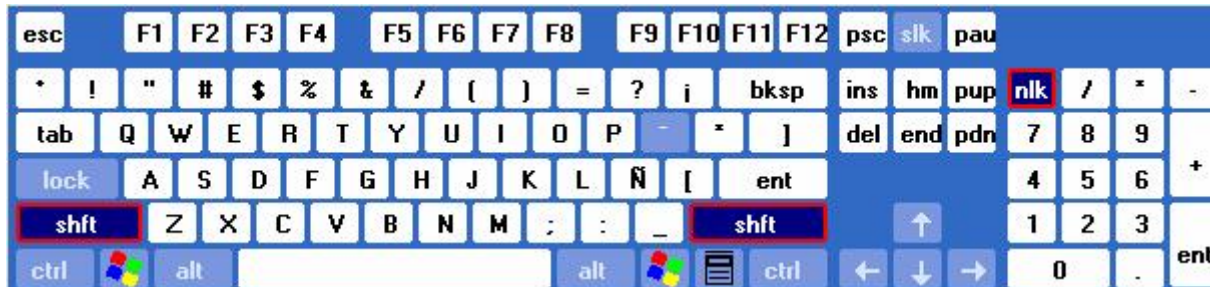 esc F1 F2 F3 F4 F5 F6 F7 F8 F9 F10 F11 F12 psc slk pau
* ! " # $ % & / ( ) = ? ¡ bksp ins hm pup nlk / * -
tab Q W E R T Y U I O P ¨ * ] del end pdn 7 8 9
lock A S D F G H J K L Ñ [ ent 4 5 6 +
shft Z X C V B N M ; : _ shft ↑ 1 2 3
ctrl alt alt ctrl ← ↓ → 0 . ent